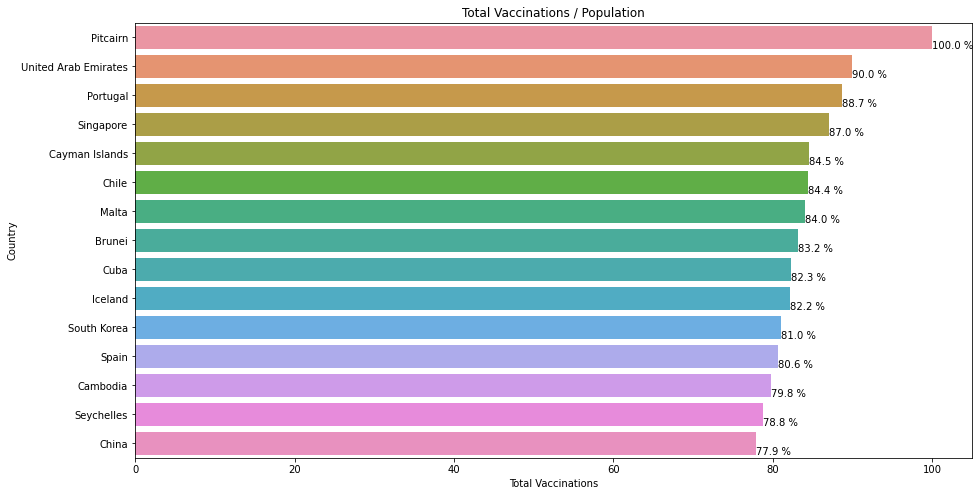 Total Vaccinations / Population
Country
Pitcairn 100.0 %
United Arab Emirates 90.0 %
Portugal 88.7 %
Singapore 87.0 %
Cayman Islands 84.5 %
Chile 84.4 %
Malta 84.0 %
Brunei 83.2 %
Cuba 82.3 %
Iceland 82.2 %
South Korea 81.0 %
Spain 80.6 %
Cambodia 79.8 %
Seychelles 78.8 %
China 77.9 %
0 20 40 60 80 100
Total Vaccinations